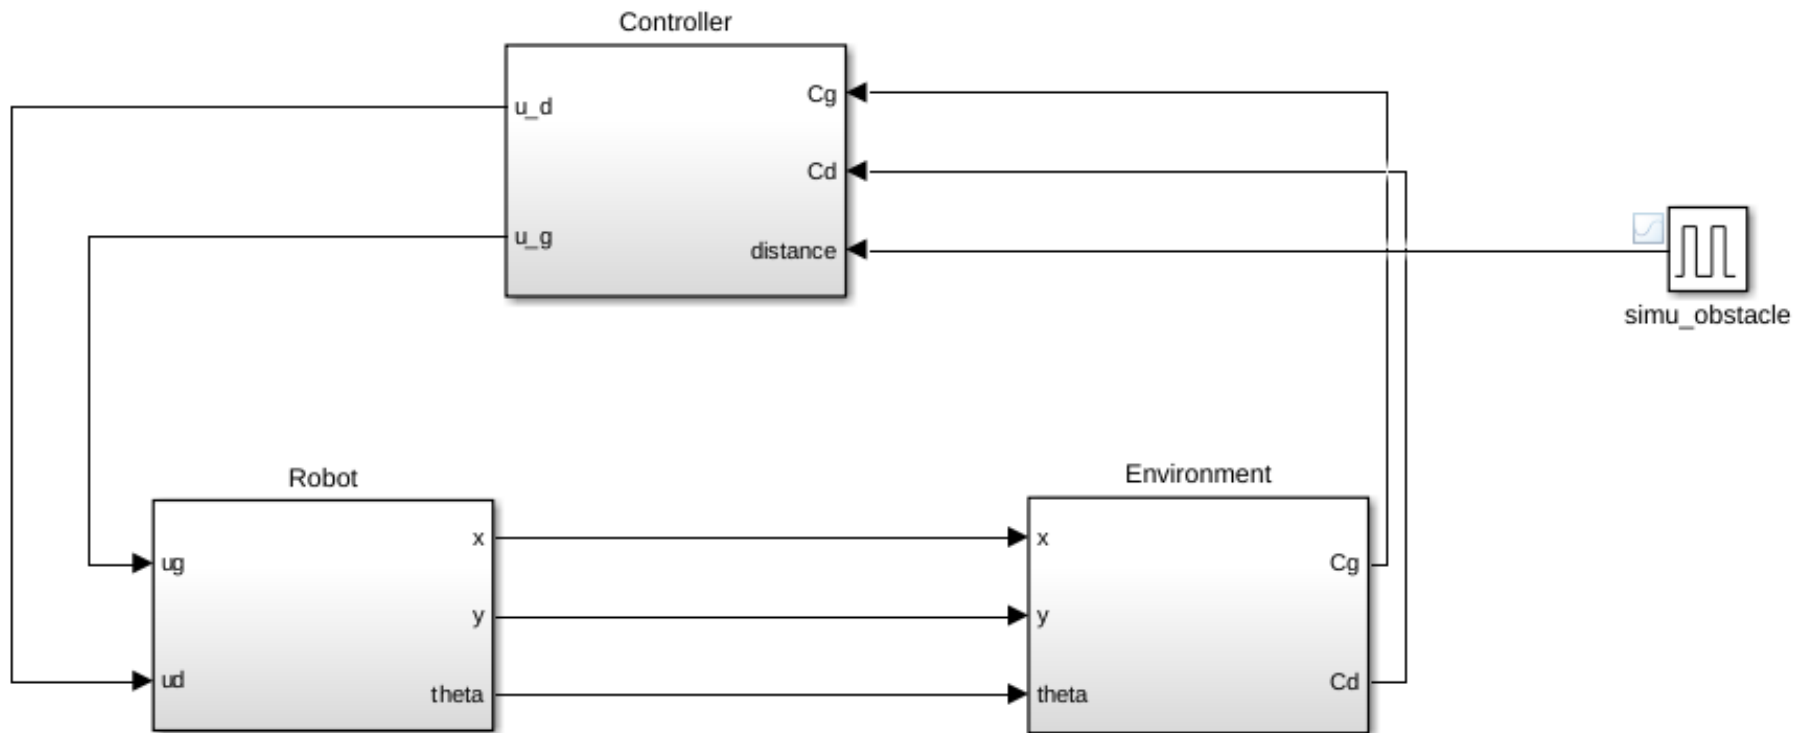 Controller
u_d
Cg
Cd
u_g
distance
simu_obstacle
Robot
Environment
ug
x
y
ud
theta
x
y
theta
Cg
Cd